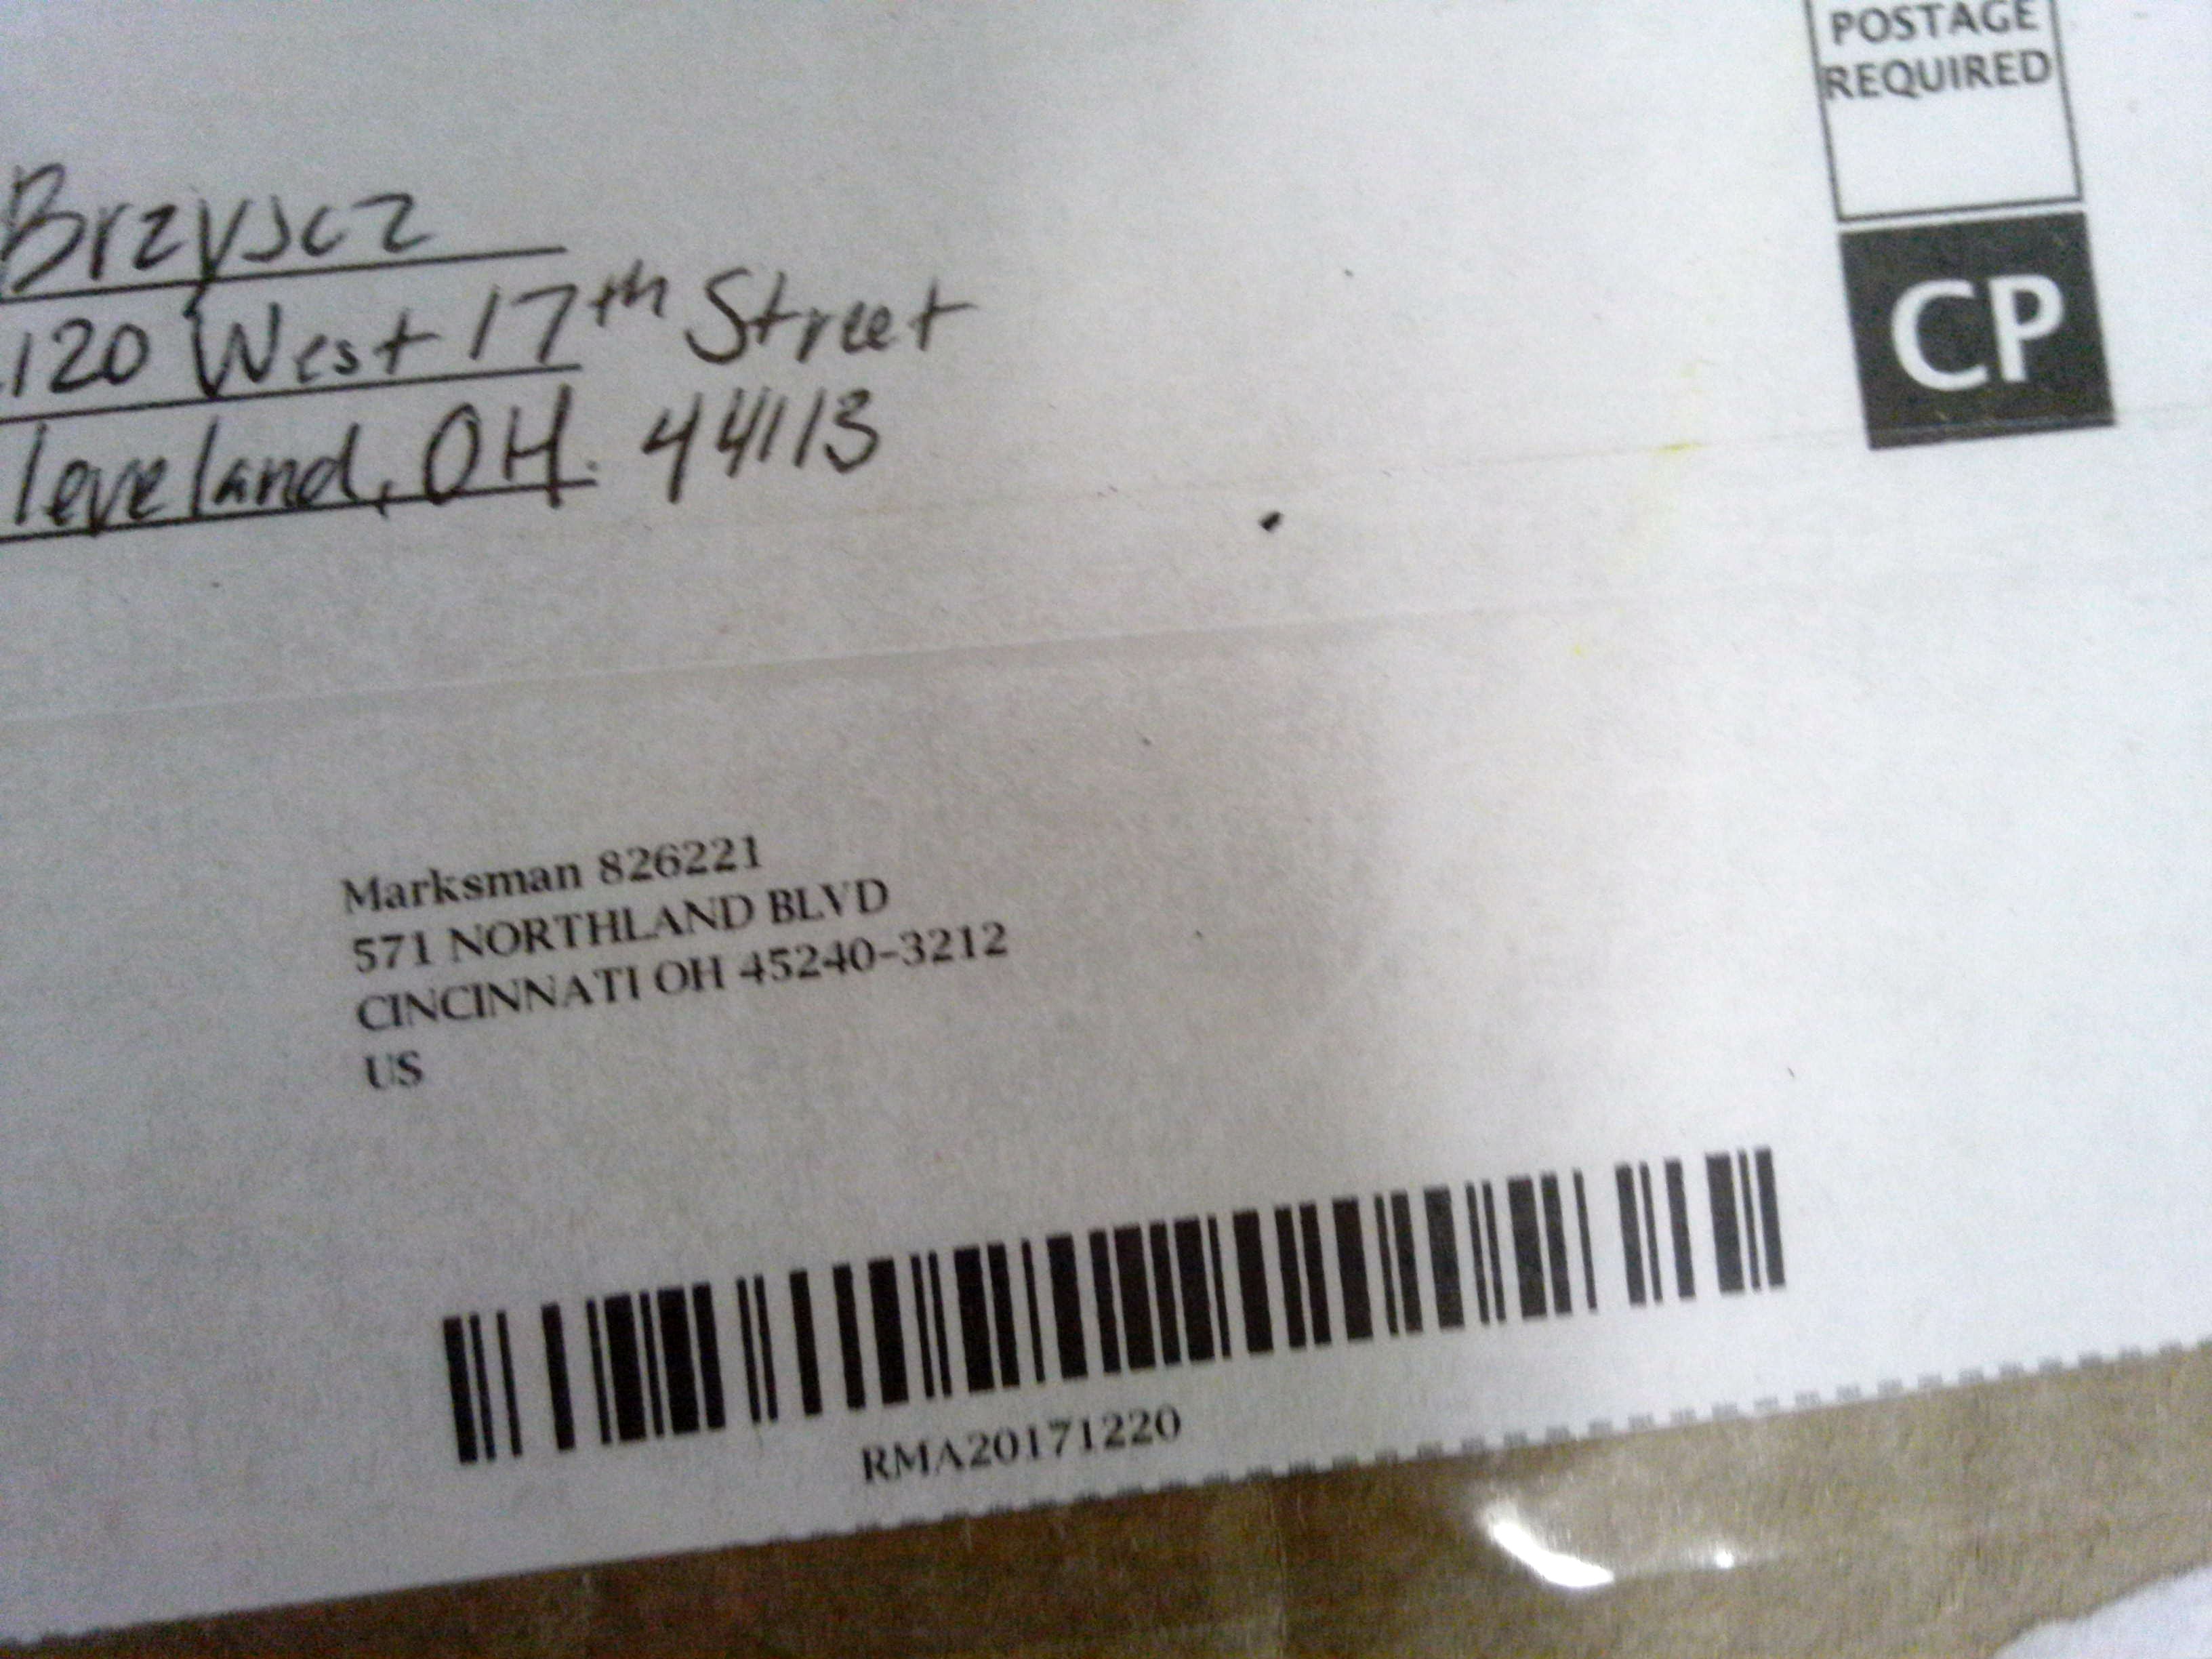 POSTAGE
REQUIRED
CP
Brzyscz
120 West 17th Street
leveland, OH. 44113
Marksman 826221
571 NORTHLAND BLVD
CINCINNATI OH 45240-3212
US
RMA20171220